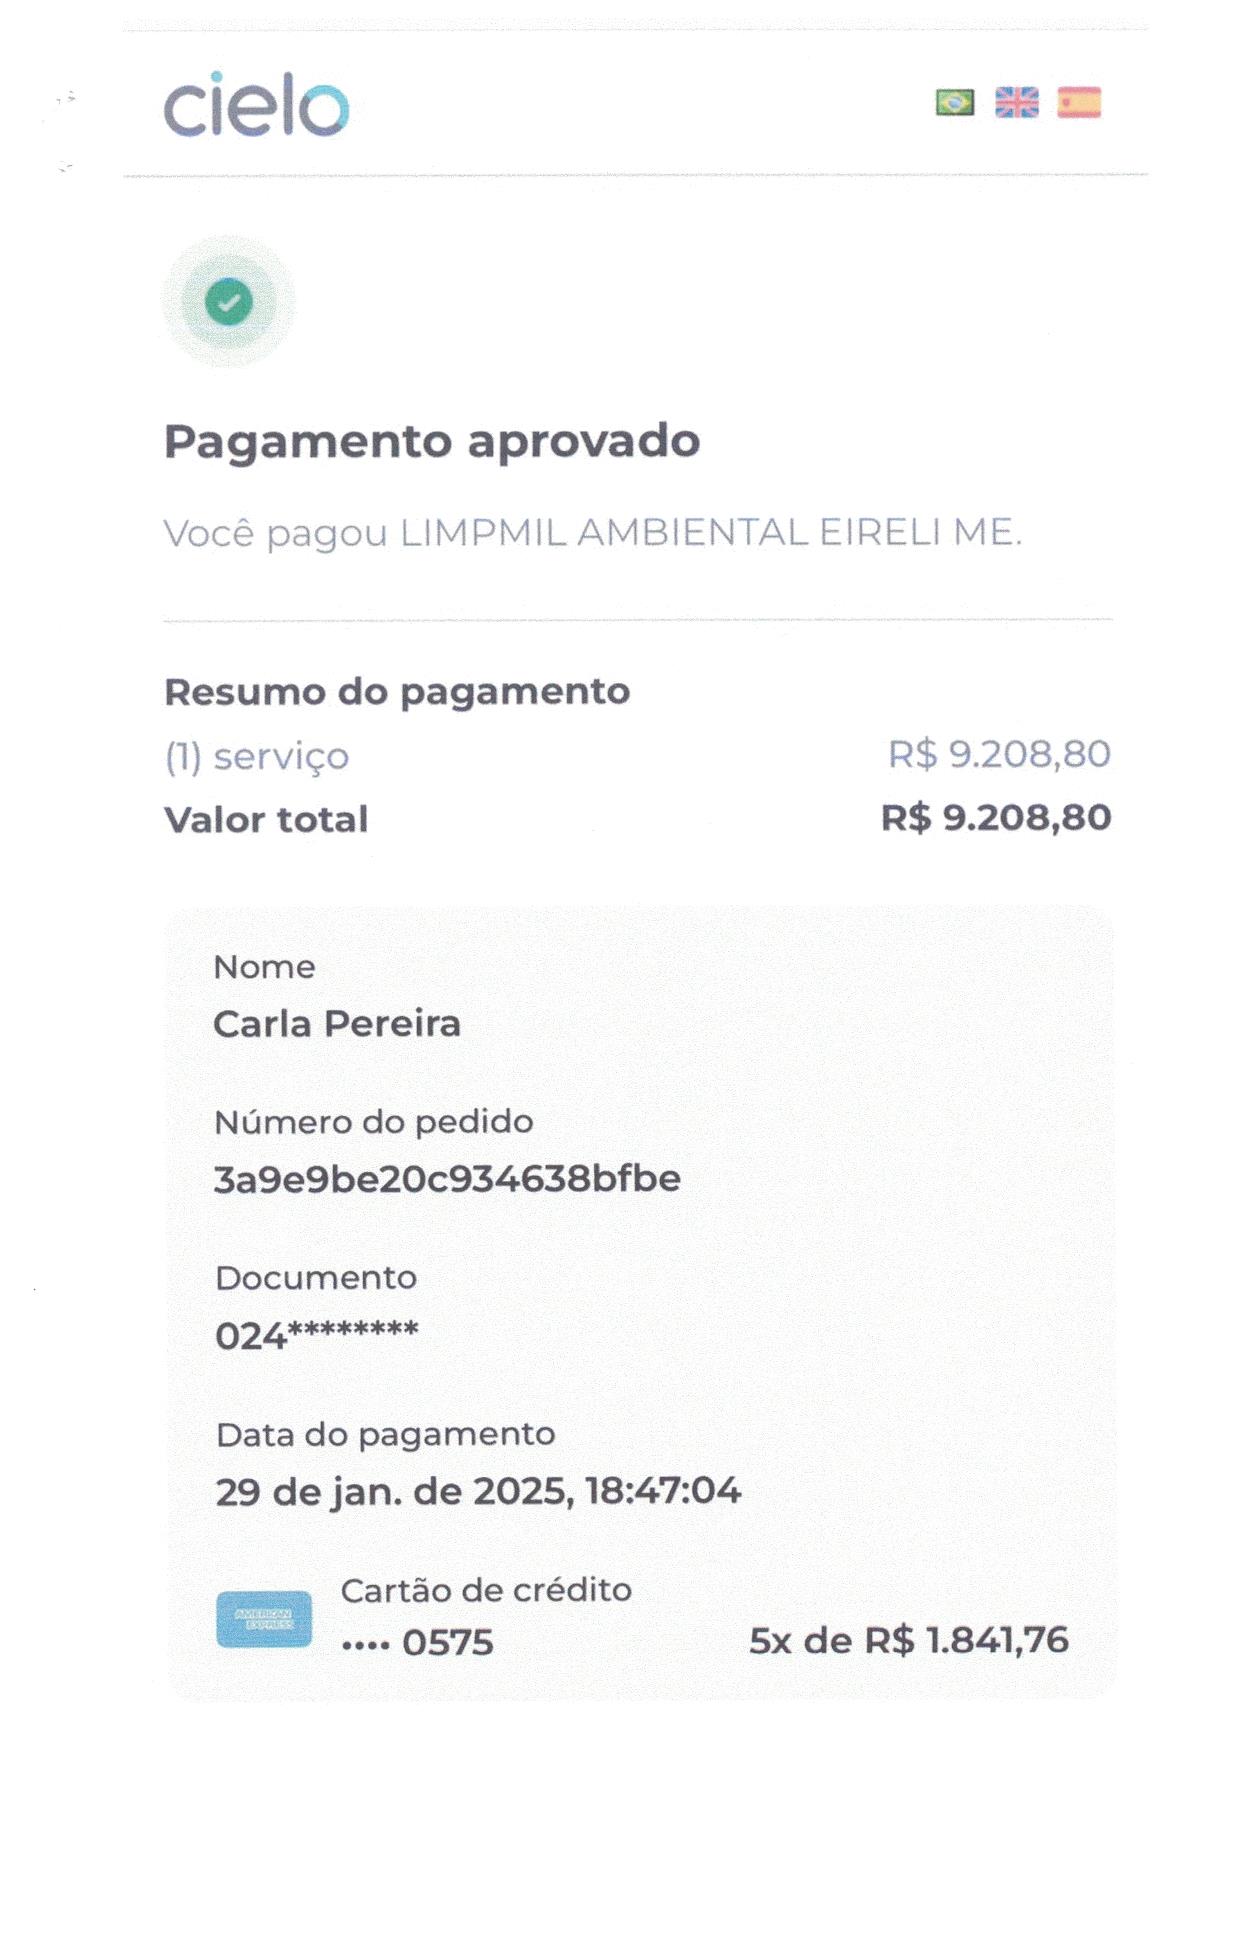 cielo
Pagamento aprovado
Você pagou LIMPMIL AMBIENTAL EIRELI ME.
Resumo do pagamento
(1) serviço R$ 9.208,80
Valor total R$ 9.208,80
Nome
Carla Pereira
Número do pedido
3a9e9be20c934638bfbe
Documento
024********
Data do pagamento
29 de jan. de 2025, 18:47:04
AMERICAN
EXPRESS
Cartão de crédito
•••• 0575 5x de R$ 1.841,76